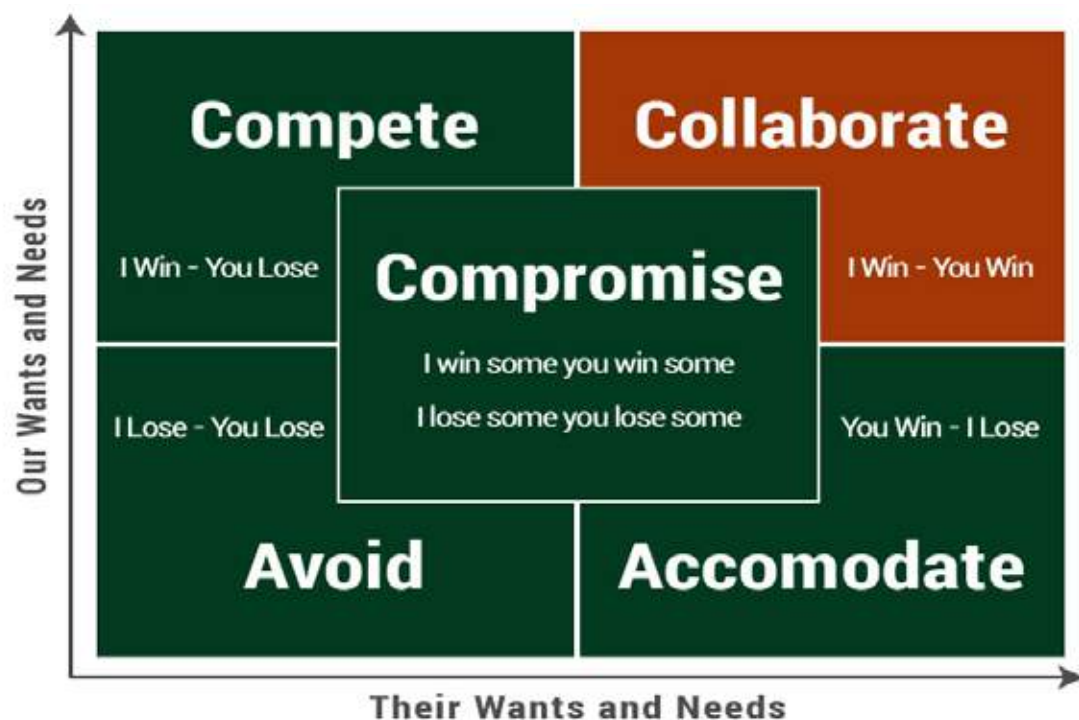 Our Wants and Needs
Compete
I Win - You Lose
Collaborate
I Win - You Win
Compromise
I win some you win some
I lose some you lose some
I Lose - You Lose
Avoid
You Win - I Lose
Accomodate
Their Wants and Needs